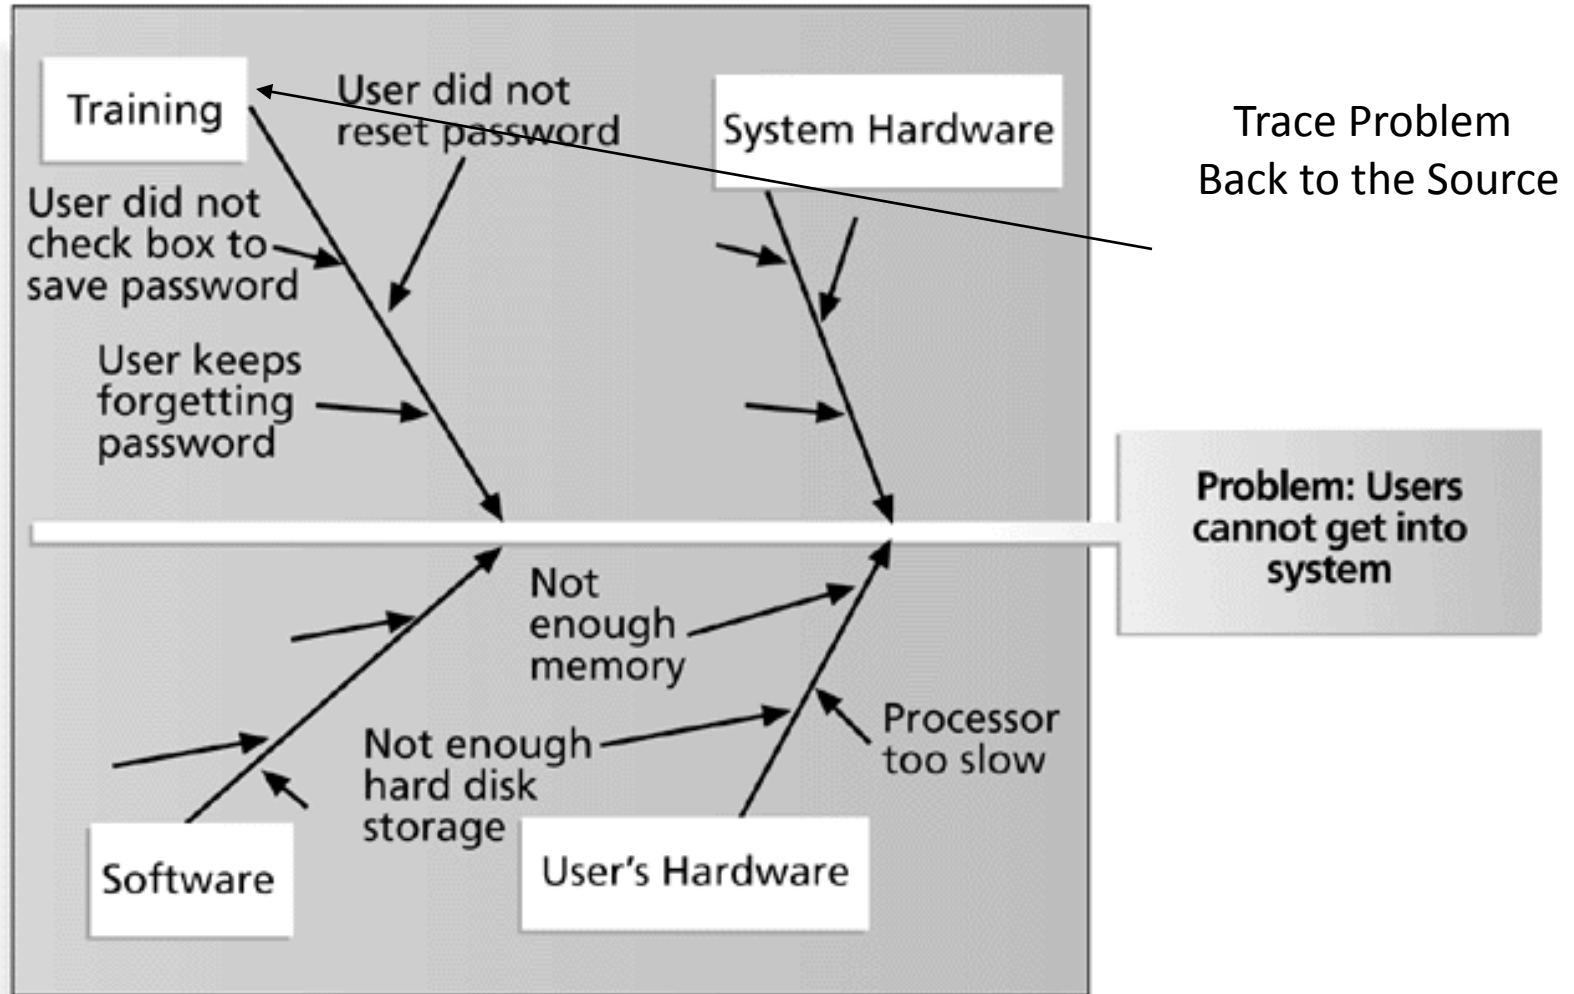 Training
User did not
reset password
System Hardware
Trace Problem
Back to the Source
User did not
check box to
save password
User keeps
forgetting
password
Problem: Users
cannot get into
system
Not
enough
memory
Not enough
hard disk
storage
Processor
too slow
Software
User's Hardware